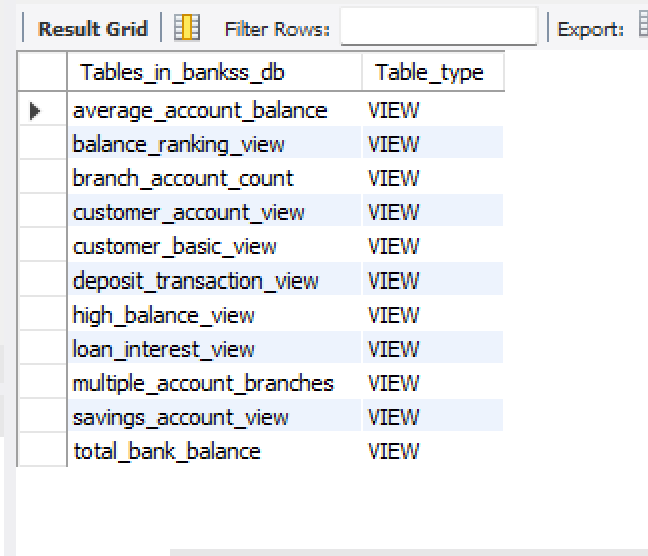 Result Grid Filter Rows: Export:
Tables_in_bankss_db Table_type
average_account_balance VIEW
balance_ranking_view VIEW
branch_account_count VIEW
customer_account_view VIEW
customer_basic_view VIEW
deposit_transaction_view VIEW
high_balance_view VIEW
loan_interest_view VIEW
multiple_account_branches VIEW
savings_account_view VIEW
total_bank_balance VIEW